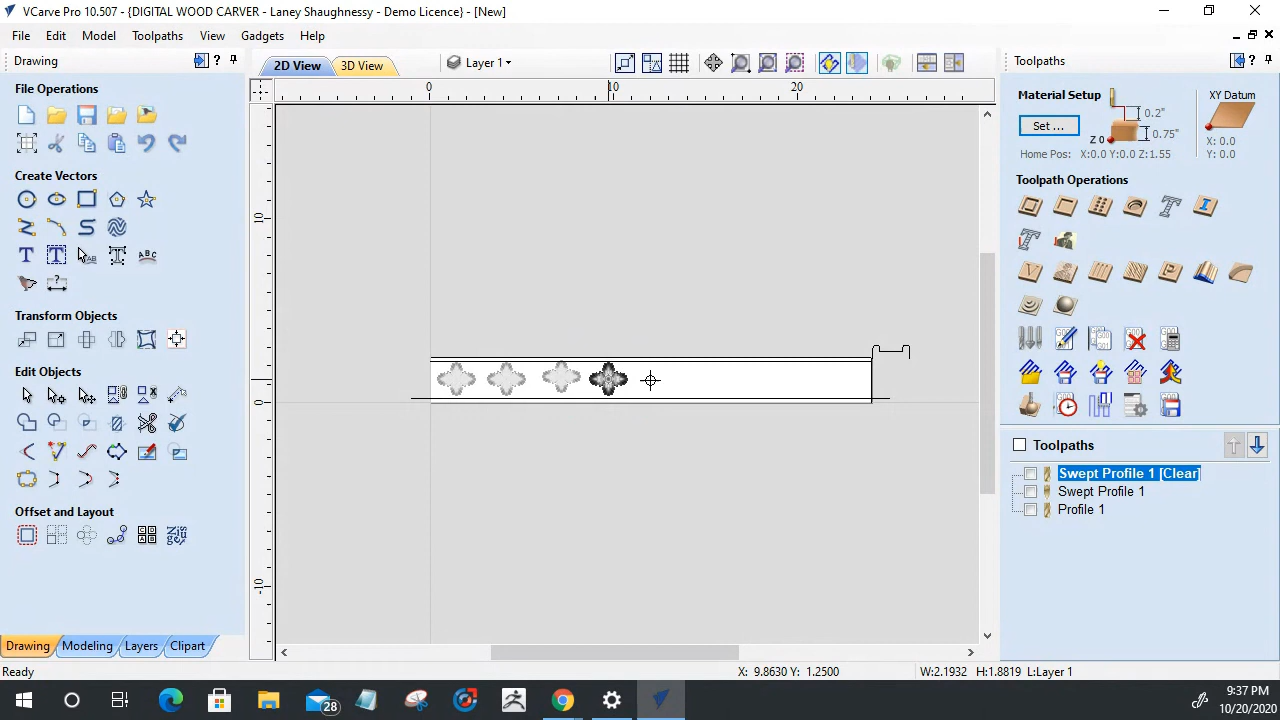 VCarve Pro 10.507 - {DIGITAL WOOD CARVER - Laney Shaughnessy - Demo Licence} - [New]
File Edit Model Toolpaths View Gadgets Help
Drawing
File Operations
Create Vectors
Transform Objects
Edit Objects
Offset and Layout
Drawing Modeling Layers Clipart
2D View 3D View Layer 1
0 10 20
10
0
-10
Toolpaths
Material Setup
Set ...
0.2"
0.75"
Z 0
XY Datum
X: 0.0
Y: 0.0
Home Pos: X:0.0 Y:0.0 Z:1.55
Toolpath Operations
Toolpaths
Swept Profile 1 [Clear]
Swept Profile 1
Profile 1
Ready
X: 9.8630 Y: 1.2500
W:2.1932 H:1.8819 L:Layer 1
28
9:37 PM
10/20/2020